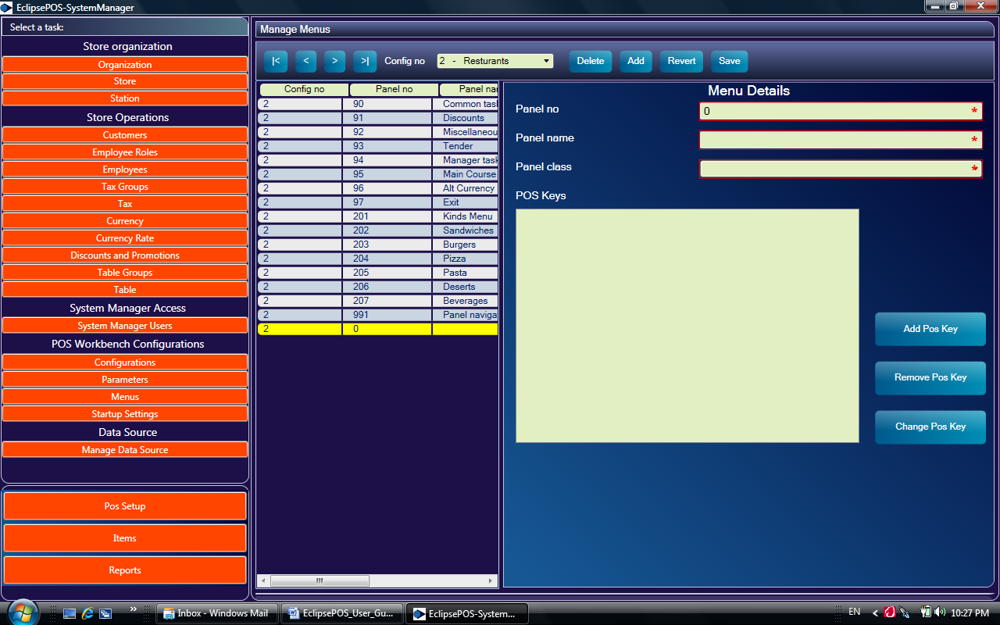 EclipsePOS-SystemManager
Select a task:
Store organization
Organization
Store
Station
Store Operations
Customers
Employee Roles
Employees
Tax Groups
Tax
Currency
Currency Rate
Discounts and Promotions
Table Groups
Table
System Manager Access
System Manager Users
POS Workbench Configurations
Configurations
Parameters
Menus
Startup Settings
Data Source
Manage Data Source
Pos Setup
Items
Reports
Manage Menus
|< < > >| Config no 2 - Resturants Delete Add Revert Save
Config no Panel no Panel nar
2 90 Common task
2 91 Discounts
2 92 Miscellaneou
2 93 Tender
2 94 Manager task
2 95 Main Course
2 96 Alt Currency
2 97 Exit
2 201 Kinds Menu
2 202 Sandwiches
2 203 Burgers
2 204 Pizza
2 205 Pasta
2 206 Deserts
2 207 Beverages
2 991 Panel naviga
2 0
Menu Details
Panel no 0 *
Panel name *
Panel class *
POS Keys
Add Pos Key
Remove Pos Key
Change Pos Key
Inbox - Windows Mail
EclipsePOS_User_Gu...
EclipsePOS-System...
EN
10:27 PM